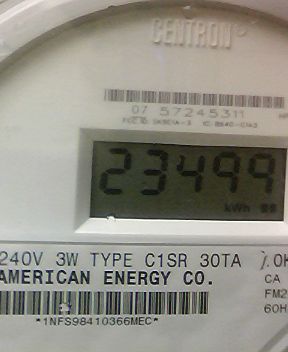 CENTRON®
07 57245311
23499
kWh
240V 3W TYPE C1SR 30TA
AMERICAN ENERGY CO.
CA
FM2
60H
*1NFS98410366MEC*